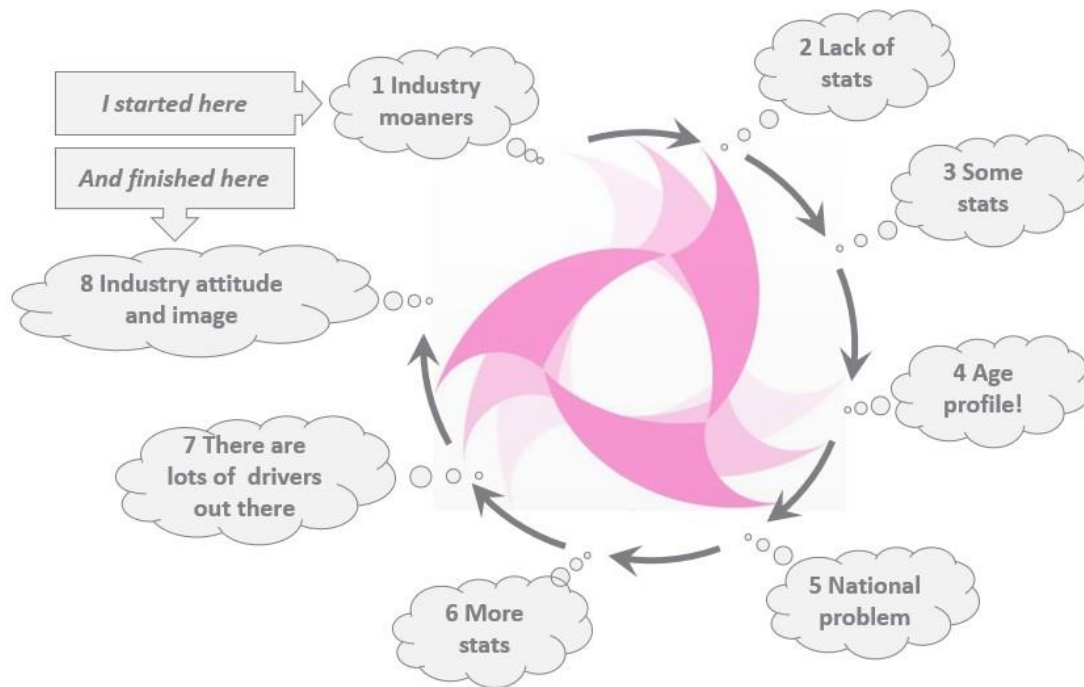 I started here
And finished here
1 Industry
moaners
2 Lack of
stats
3 Some
stats
4 Age
profile!
5 National
problem
6 More
stats
7 There are
lots of  drivers
out there
8 Industry attitude
and image